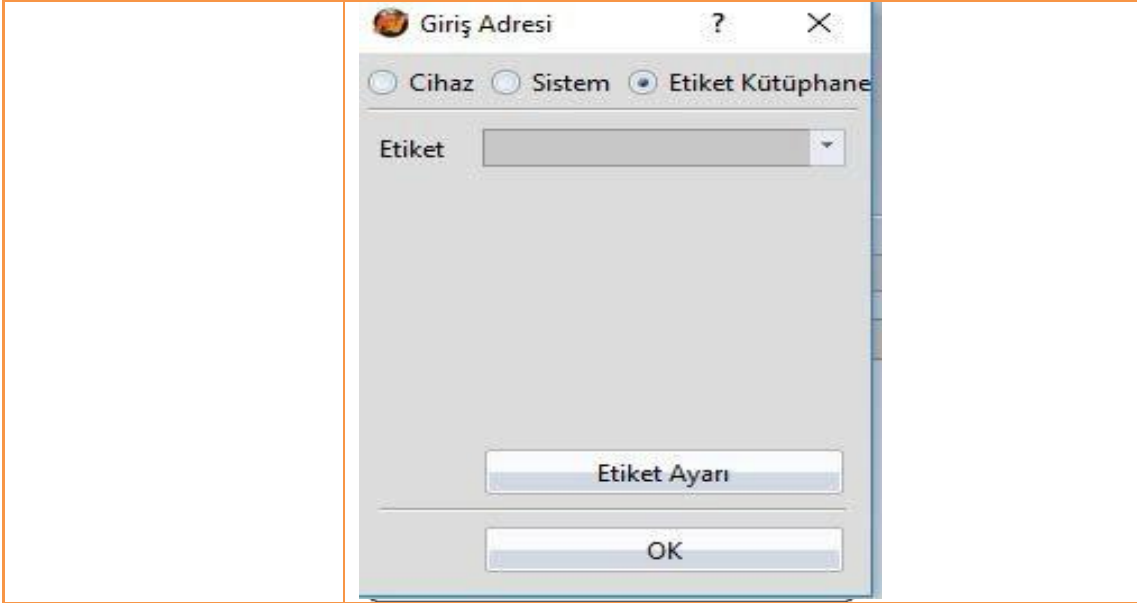 Giriş Adresi ?
Cihaz Sistem Etiket Kütüphane
Etiket
Etiket Ayarı
OK